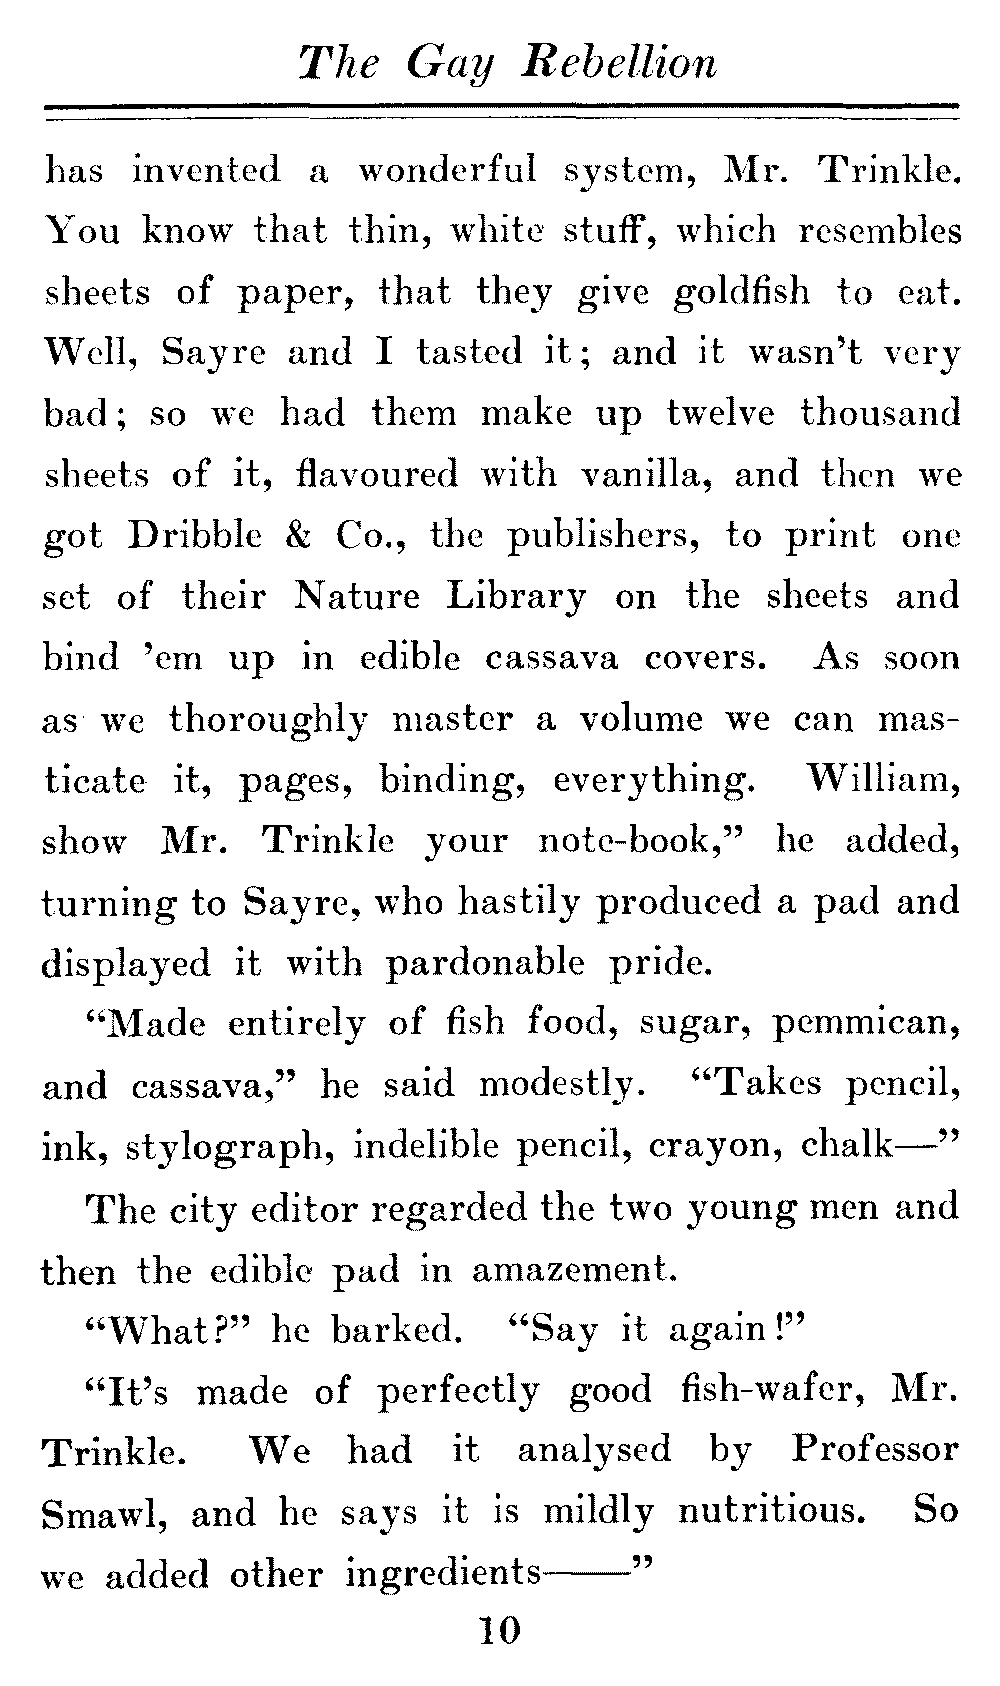 The Gay Rebellion
has invented a wonderful system, Mr. Trinkle.
You know that thin, white stuff, which resembles
sheets of paper, that they give goldfish to eat.
Well, Sayre and I tasted it; and it wasn't very
bad; so we had them make up twelve thousand
sheets of it, flavoured with vanilla, and then we
got Dribble & Co., the publishers, to print one
set of their Nature Library on the sheets and
bind 'em up in edible cassava covers. As soon
as we thoroughly master a volume we can mas-
ticate it, pages, binding, everything. William,
show Mr. Trinkle your note-book," he added,
turning to Sayre, who hastily produced a pad and
displayed it with pardonable pride.
“Made entirely of fish food, sugar, pemmican,
and cassava,” he said modestly. “Takes pencil,
ink, stylograph, indelible pencil, crayon, chalk—”
The city editor regarded the two young men and
then the edible pad in amazement.
“What?” he barked. “Say it again!”
“It's made of perfectly good fish-wafer, Mr.
Trinkle. We had it analysed by Professor
Smawl, and he says it is mildly nutritious. So
we added other ingredients——”
10